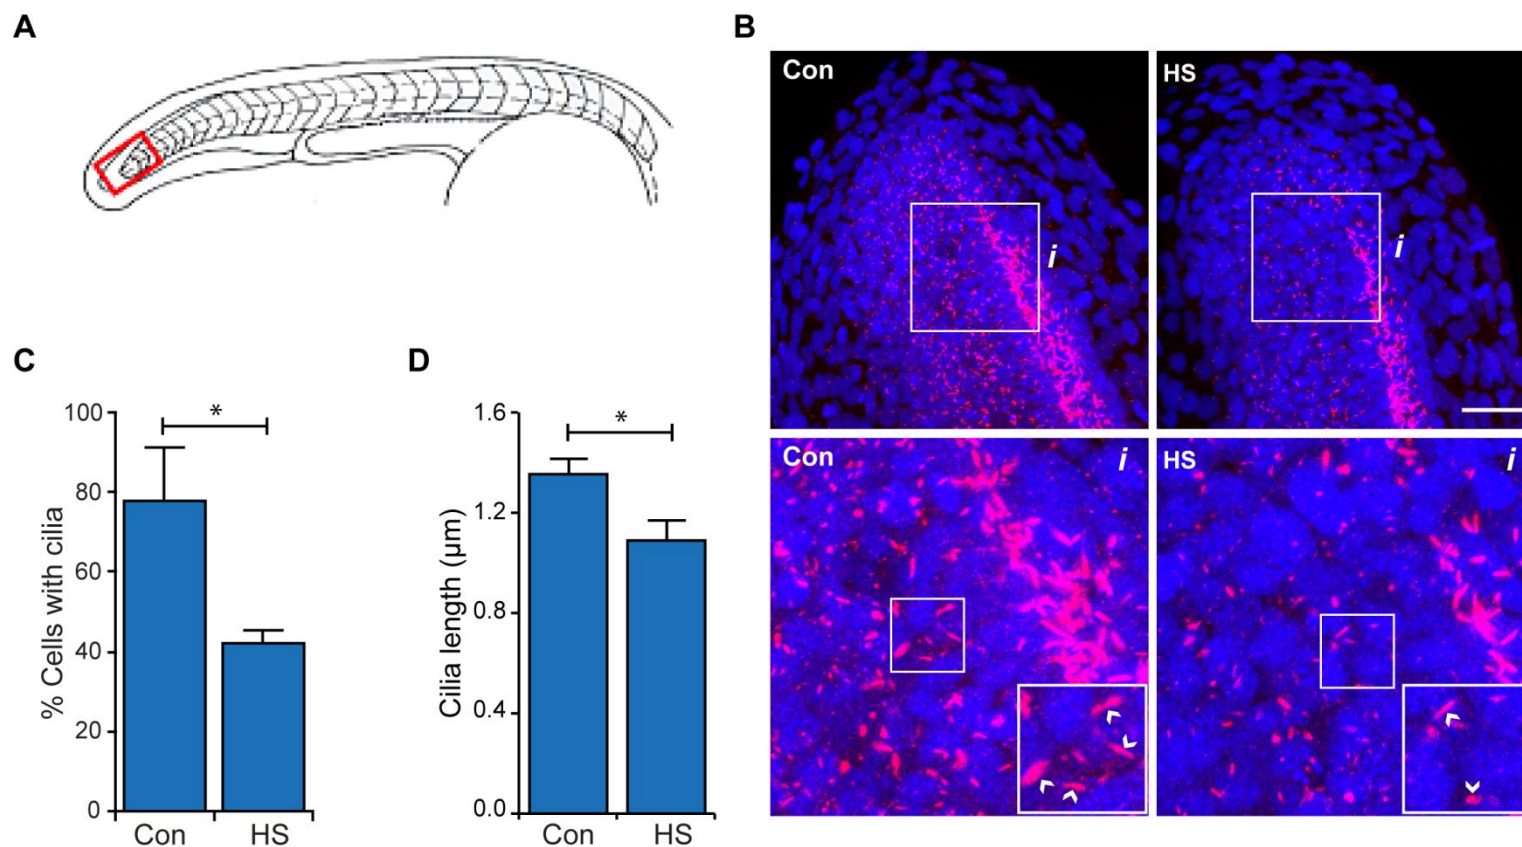 A
B
Con
HS
i
i
Con
i
HS
i
C
D
% Cells with cilia
100
80
60
40
20
0
*
Con
HS
Cilia length (µm)
1.6
1.2
0.8
0.4
0.0
*
Con
HS